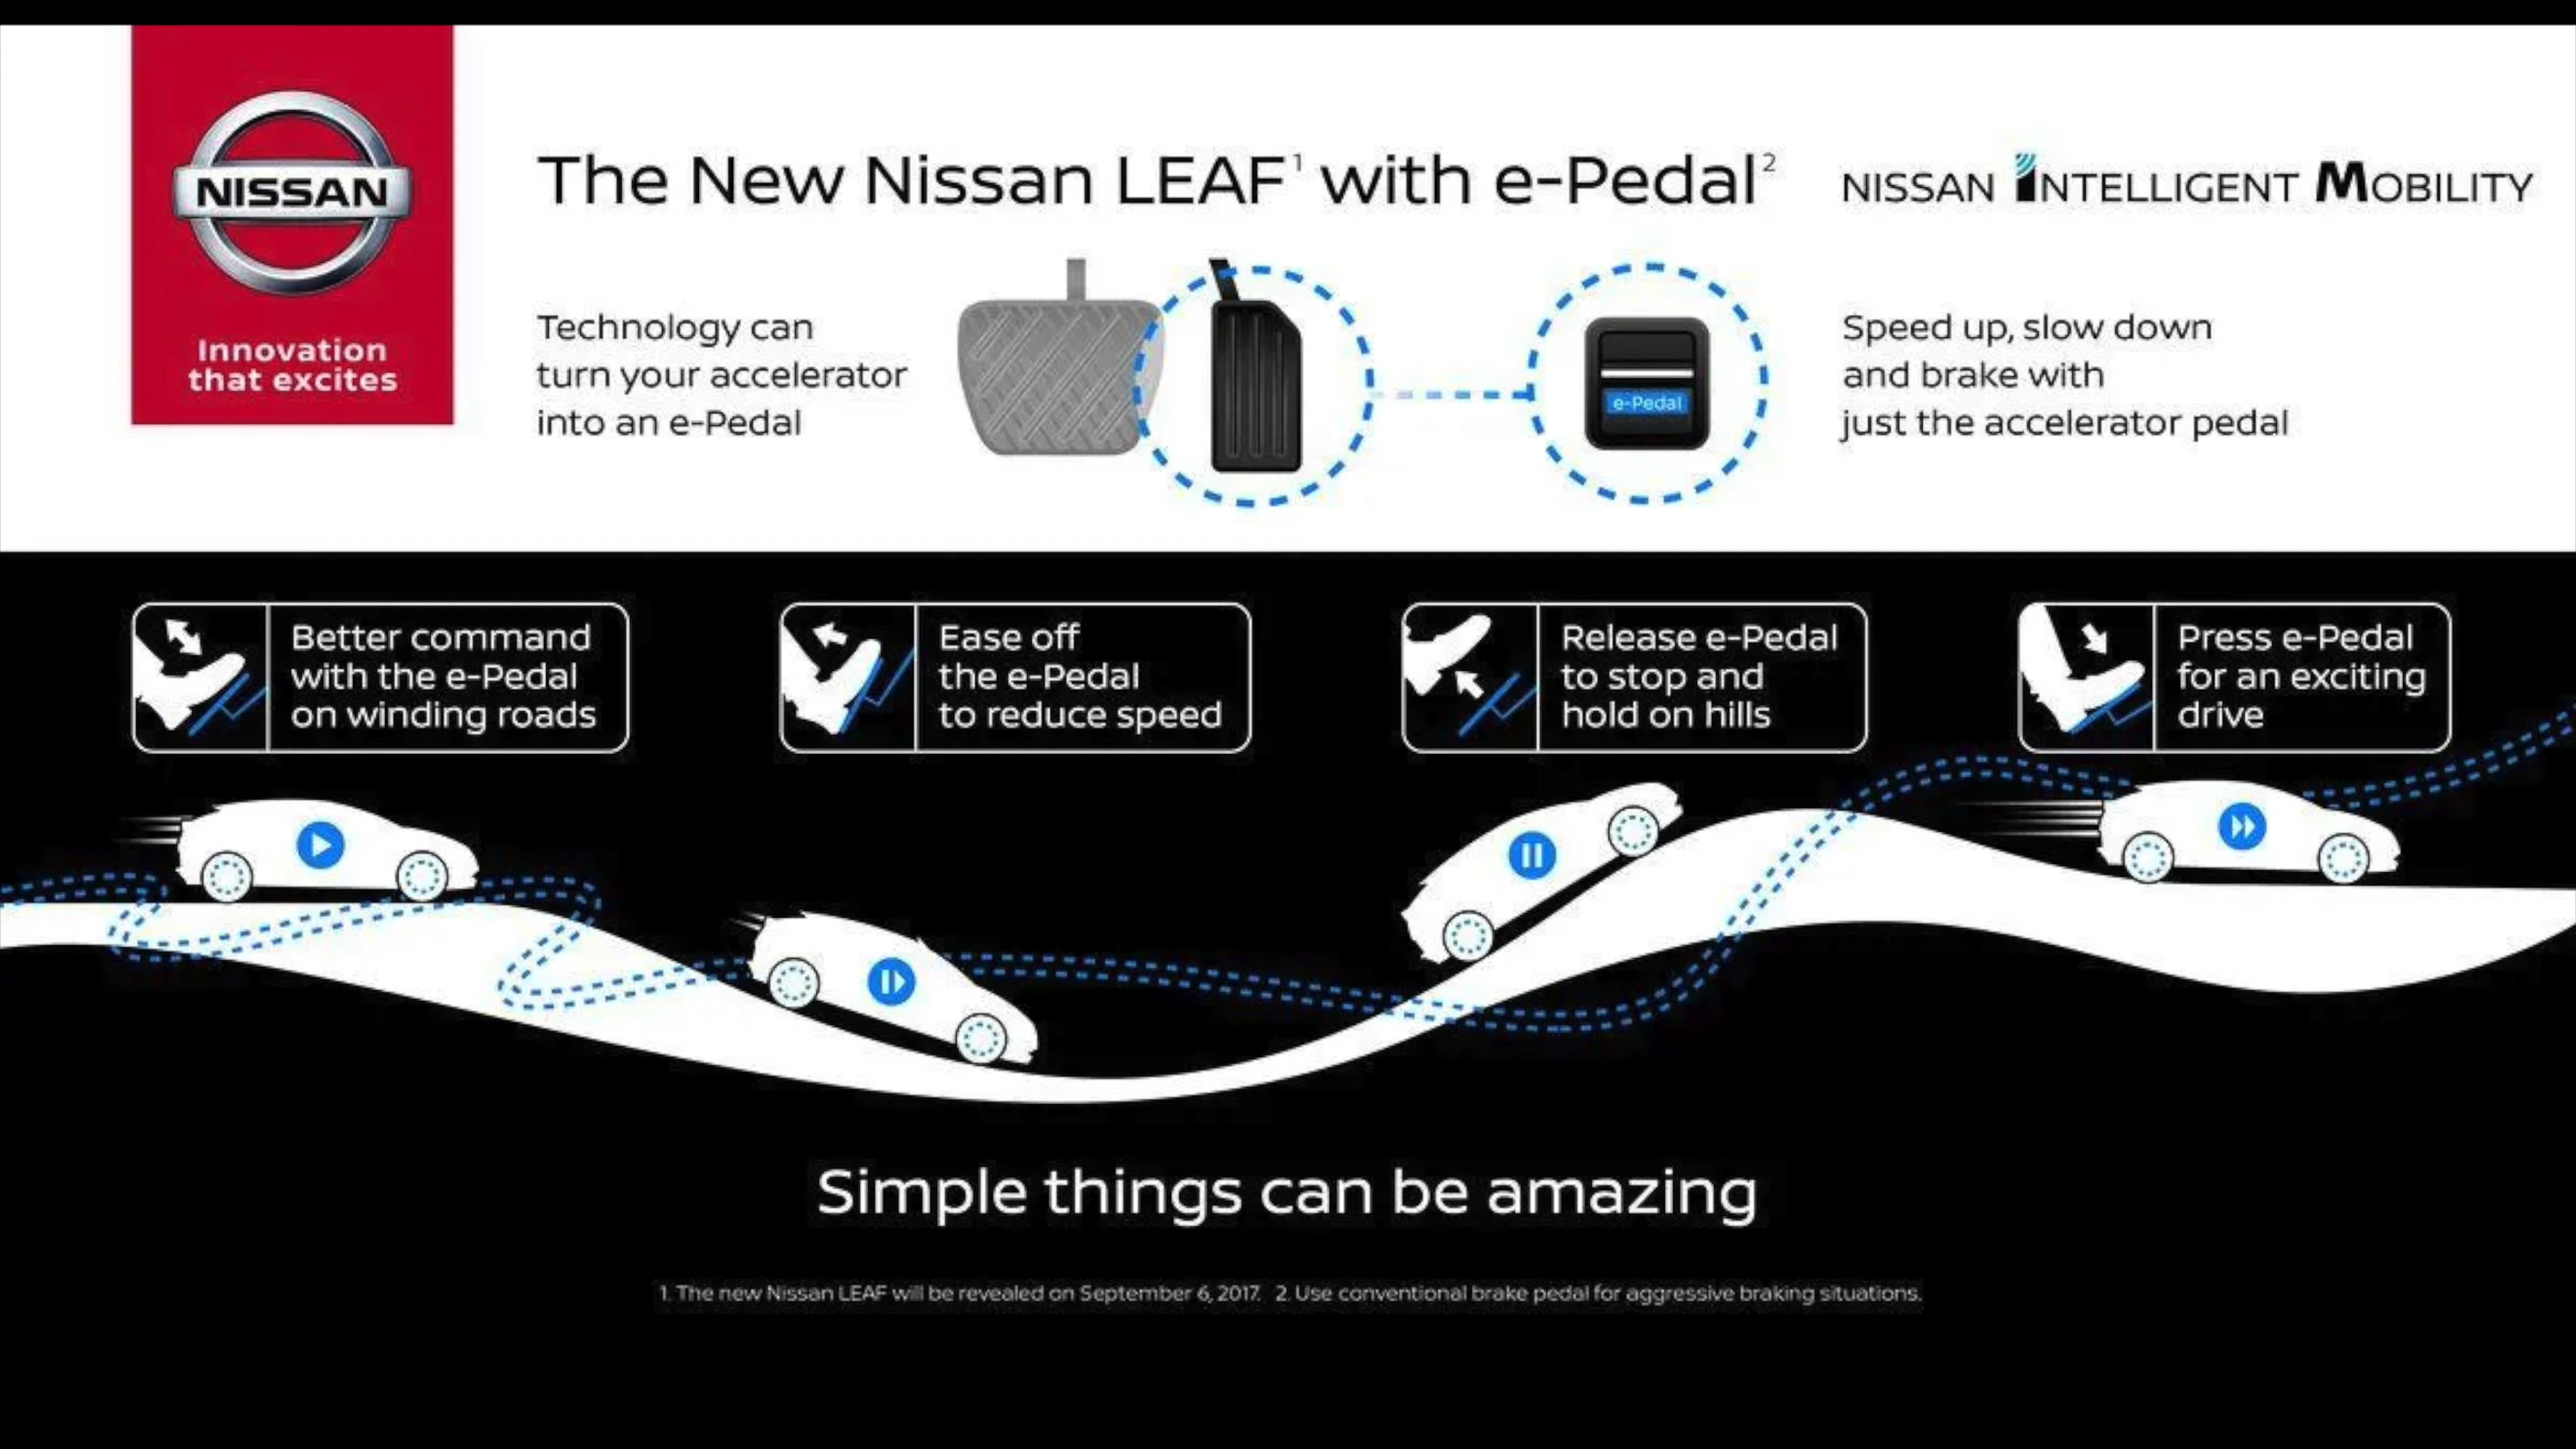 NISSAN
Innovation
that excites
The New Nissan LEAF¹ with e-Pedal²
NISSAN INTELLIGENT MOBILITY
Technology can
turn your accelerator
into an e-Pedal
e-Pedal
Speed up, slow down
and brake with
just the accelerator pedal
Better command
with the e-Pedal
on winding roads
Ease off
the e-Pedal
to reduce speed
Release e-Pedal
to stop and
hold on hills
Press e-Pedal
for an exciting
drive
Simple things can be amazing
1. The new Nissan LEAF will be revealed on September 6, 2017. 2. Use conventional brake pedal for aggressive braking situations.